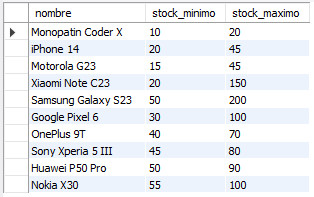 nombre stock_minimo stock_maximo
Monopatin Coder X 10 20
iPhone 14 20 45
Motorola G23 15 45
Xiaomi Note C23 20 150
Samsung Galaxy S23 50 200
Google Pixel 6 30 100
OnePlus 9T 40 70
Sony Xperia 5 III 45 80
Huawei P50 Pro 50 90
Nokia X30 55 100